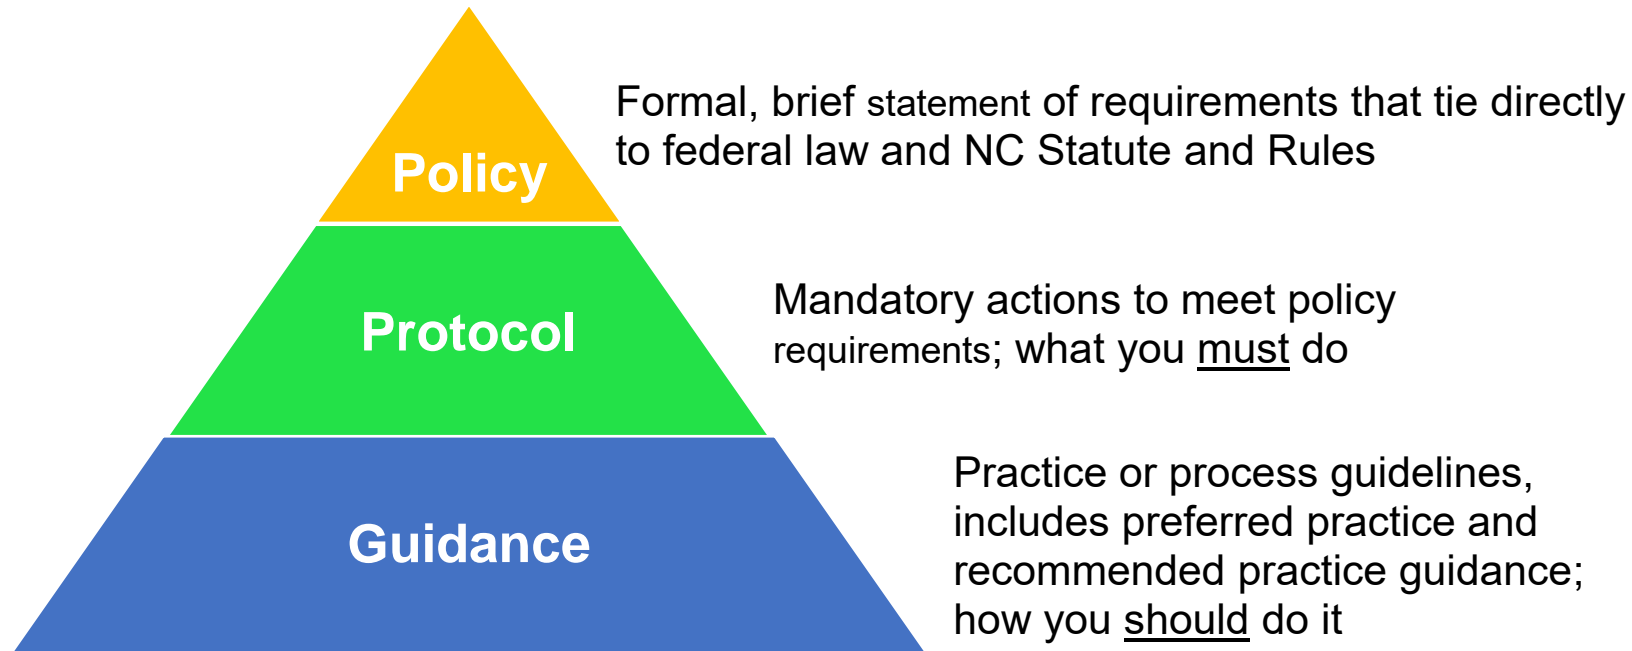 Policy
Formal, brief statement of requirements that tie directly
to federal law and NC Statute and Rules
Protocol
Mandatory actions to meet policy
requirements; what you must do
Guidance
Practice or process guidelines,
includes preferred practice and
recommended practice guidance;
how you should do it